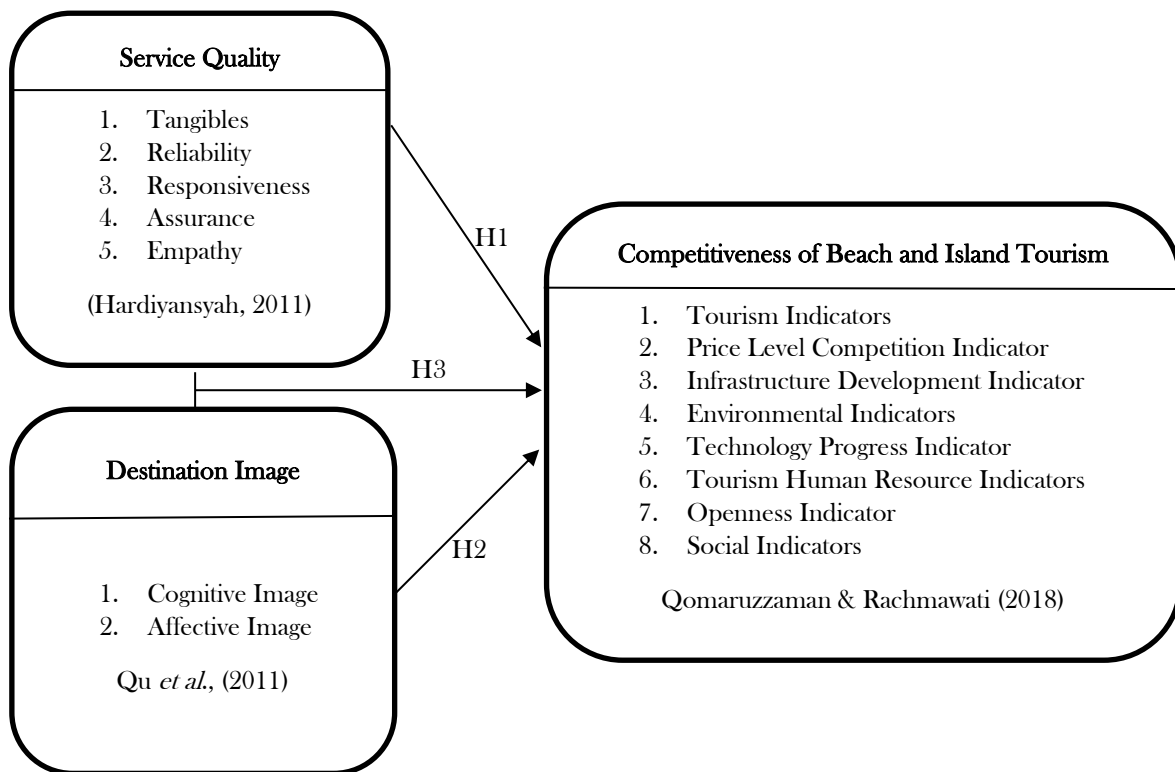 Service Quality
1. Tangibles
2. Reliability
3. Responsiveness
4. Assurance
5. Empathy
(Hardiyansyah, 2011)
H1
H3
H2
Destination Image
1. Cognitive Image
2. Affective Image
Qu et al., (2011)
Competitiveness of Beach and Island Tourism
1. Tourism Indicators
2. Price Level Competition Indicator
3. Infrastructure Development Indicator
4. Environmental Indicators
5. Technology Progress Indicator
6. Tourism Human Resource Indicators
7. Openness Indicator
8. Social Indicators
Qomaruzzaman & Rachmawati (2018)